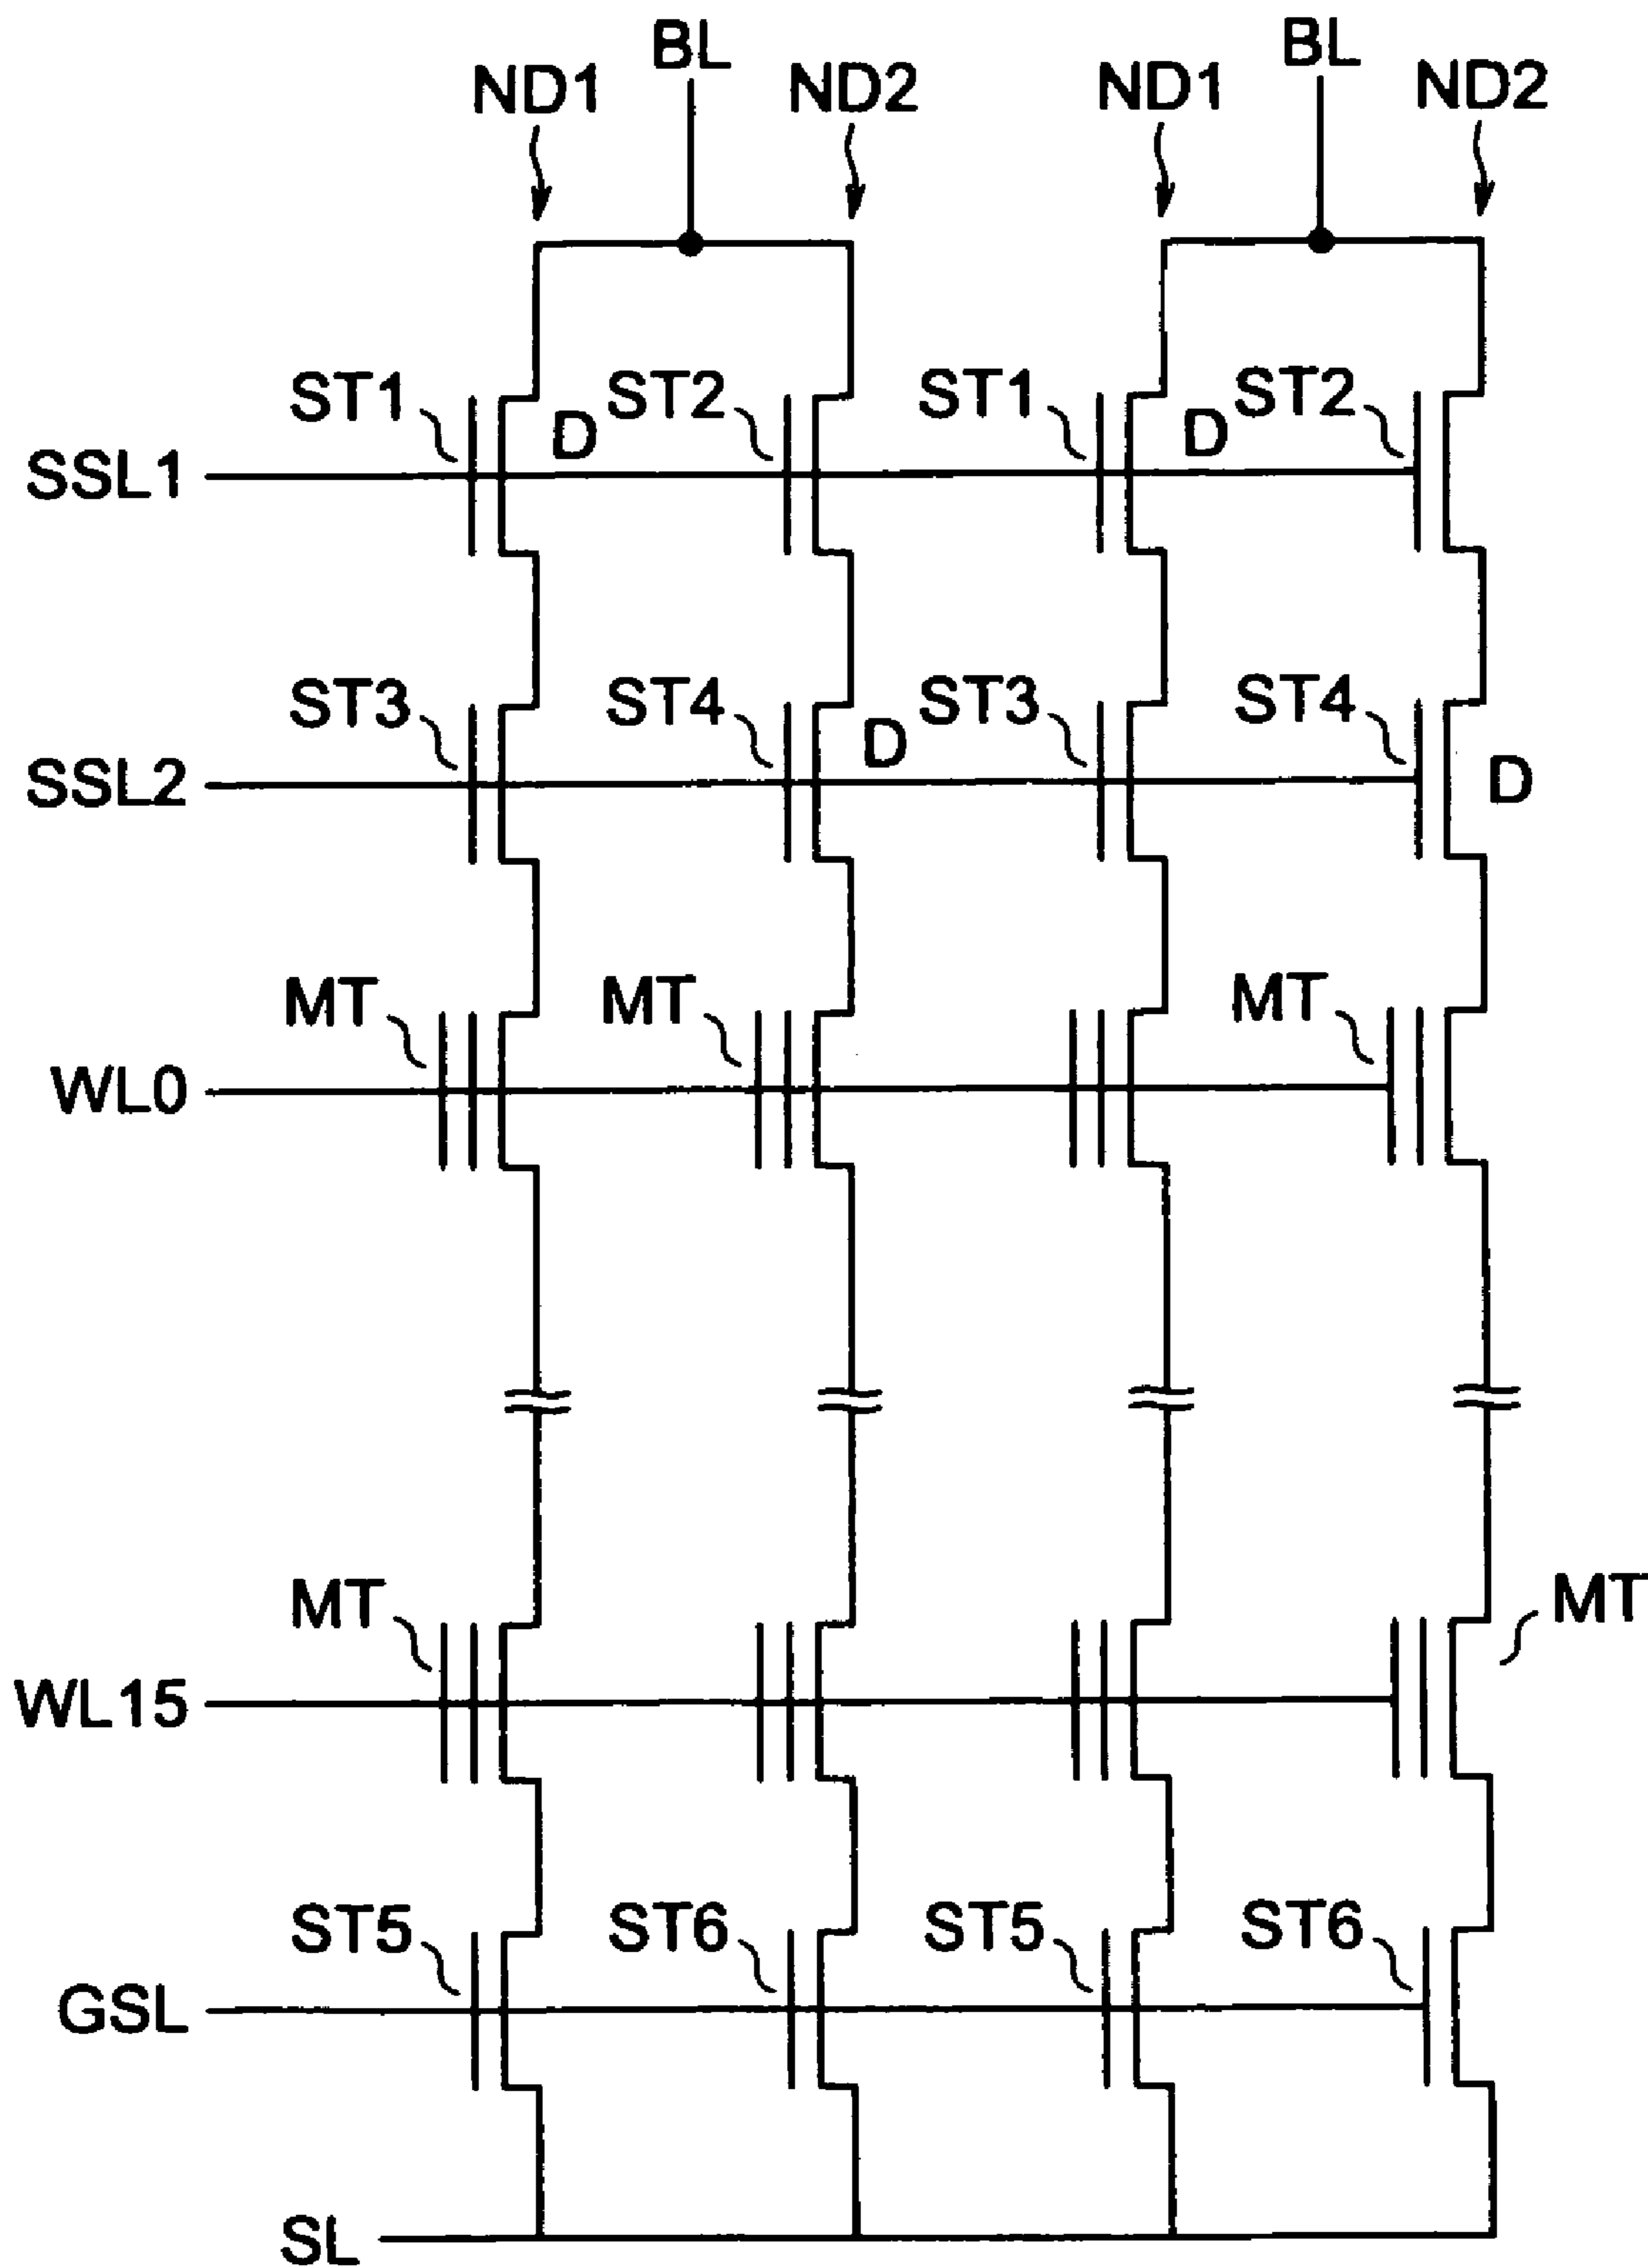 BL BL
ND1 ND2 ND1 ND2
ST1 D ST2 ST1 D ST2
SSL1
ST3 ST4 D ST3 ST4
SSL2 D
MT MT MT
WL0
MT MT
WL15
ST5 ST6 ST5 ST6
GSL
SL